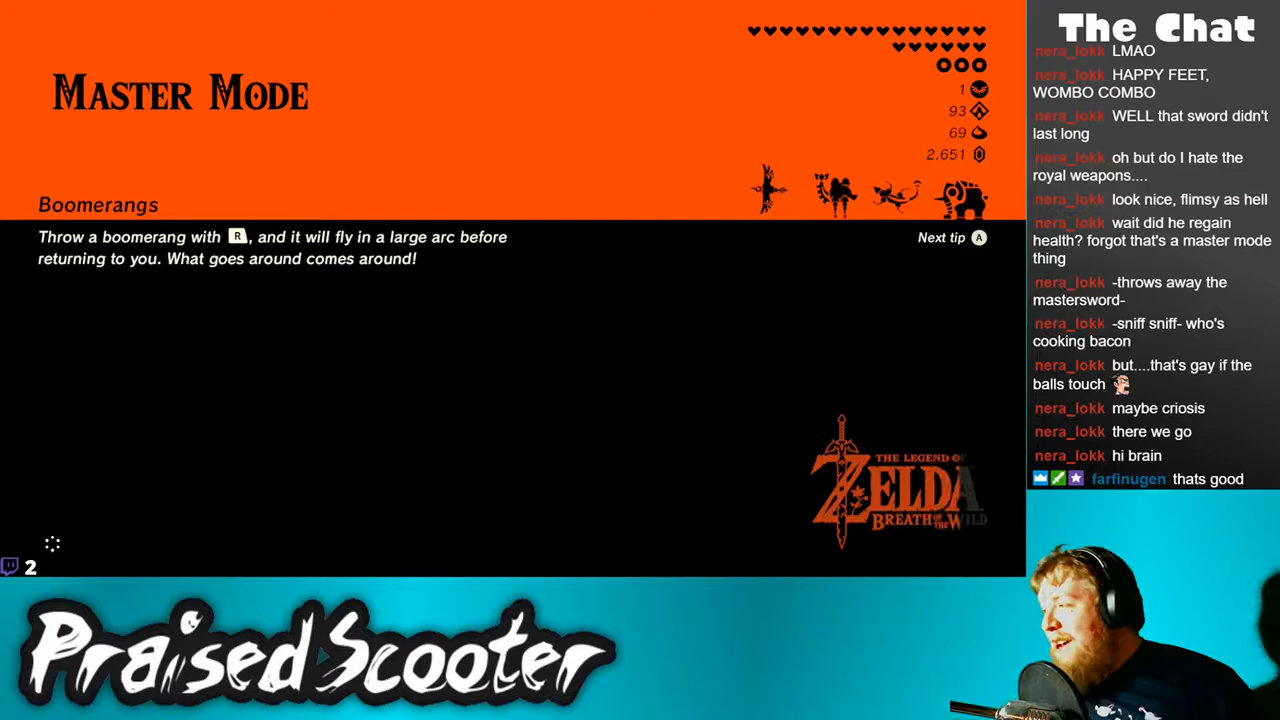 MASTER MODE
1
93
69
2.651
Boomerangs
Throw a boomerang with R, and it will fly in a large arc before
returning to you. What goes around comes around!
Next tip A
THE LEGEND OF
ZELDA
BREATH OF THE WILD
2
PraisedScooter
The Chat
nera_lokk LMAO
nera_lokk HAPPY FEET,
WOMBO COMBO
nera_lokk WELL that sword didn't
last long
nera_lokk oh but do I hate the
royal weapons....
nera_lokk look nice, flimsy as hell
nera_lokk wait did he regain
health? forgot that's a master mode
thing
nera_lokk -throws away the
mastersword-
nera_lokk -sniff sniff- who's
cooking bacon
nera_lokk but....that's gay if the
balls touch
nera_lokk maybe criosis
nera_lokk there we go
nera_lokk hi brain
farfinugen thats good